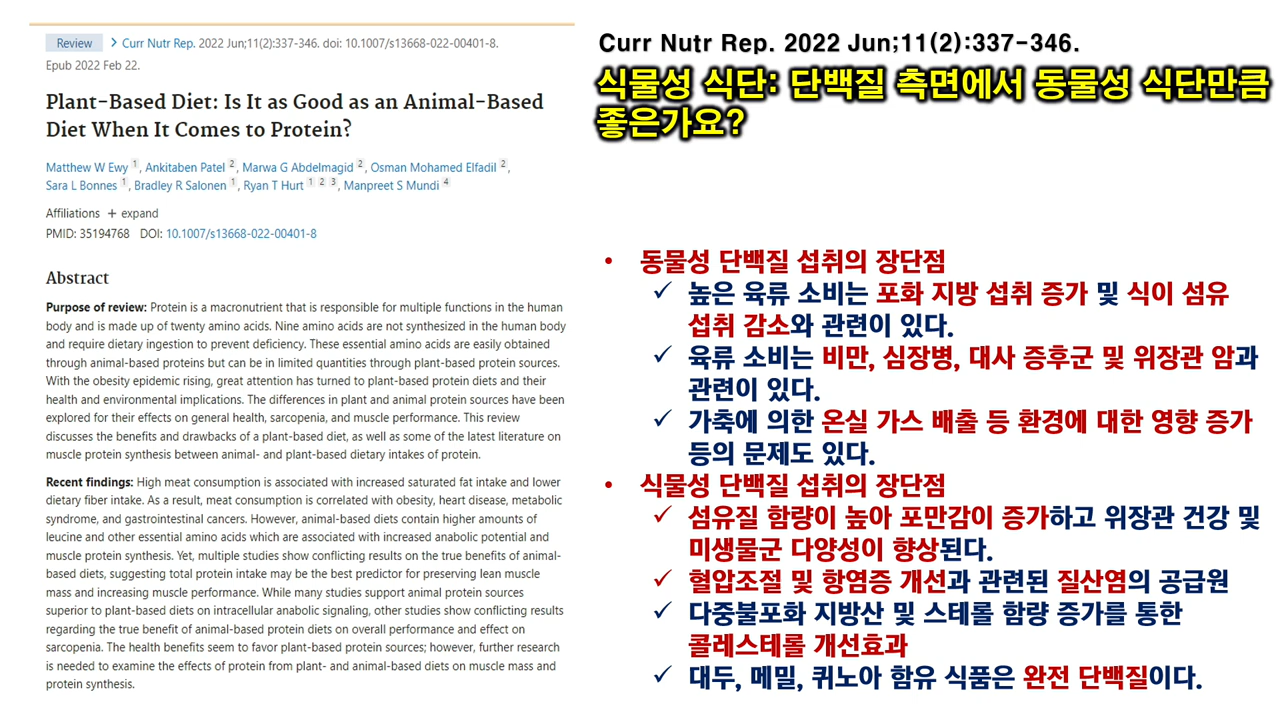 Review > Curr Nutr Rep. 2022 Jun;11(2):337-346. doi: 10.1007/s13668-022-00401-8.
Epub 2022 Feb 22.
Plant-Based Diet: Is It as Good as an Animal-Based
Diet When It Comes to Protein?
Matthew W Ewy 1, Ankitaben Patel 2, Marwa G Abdelmagid 2, Osman Mohamed Elfadil 2,
Sara L Bonnes 1, Bradley R Salonen 1, Ryan T Hurt 1 2 3, Manpreet S Mundi 4
Affiliations + expand
PMID: 35194768 DOI: 10.1007/s13668-022-00401-8
Abstract
Purpose of review: Protein is a macronutrient that is responsible for multiple functions in the human
body and is made up of twenty amino acids. Nine amino acids are not synthesized in the human body
and require dietary ingestion to prevent deficiency. These essential amino acids are easily obtained
through animal-based proteins but can be in limited quantities through plant-based protein sources.
With the obesity epidemic rising, great attention has turned to plant-based protein diets and their
health and environmental implications. The differences in plant and animal protein sources have been
explored for their effects on general health, sarcopenia, and muscle performance. This review
discusses the benefits and drawbacks of a plant-based diet, as well as some of the latest literature on
muscle protein synthesis between animal- and plant-based dietary intakes of protein.
Recent findings: High meat consumption is associated with increased saturated fat intake and lower
dietary fiber intake. As a result, meat consumption is correlated with obesity, heart disease, metabolic
syndrome, and gastrointestinal cancers. However, animal-based diets contain higher amounts of
leucine and other essential amino acids which are associated with increased anabolic potential and
muscle protein synthesis. Yet, multiple studies show conflicting results on the true benefits of animal-
based diets, suggesting total protein intake may be the best predictor for preserving lean muscle
mass and increasing muscle performance. While many studies support animal protein sources
superior to plant-based diets on intracellular anabolic signaling, other studies show conflicting results
regarding the true benefit of animal-based protein diets on overall performance and effect on
sarcopenia. The health benefits seem to favor plant-based protein sources; however, further research
is needed to examine the effects of protein from plant- and animal-based diets on muscle mass and
protein synthesis.
Curr Nutr Rep. 2022 Jun;11(2):337-346.
식물성 식단: 단백질 측면에서 동물성 식단만큼
좋은가요?
• 동물성 단백질 섭취의 장단점
✓ 높은 육류 소비는 포화 지방 섭취 증가 및 식이 섬유
섭취 감소와 관련이 있다.
✓ 육류 소비는 비만, 심장병, 대사 증후군 및 위장관 암과
관련이 있다.
✓ 가축에 의한 온실 가스 배출 등 환경에 대한 영향 증가
등의 문제도 있다.
• 식물성 단백질 섭취의 장단점
✓ 섬유질 함량이 높아 포만감이 증가하고 위장관 건강 및
미생물군 다양성이 향상된다.
✓ 혈압조절 및 항염증 개선과 관련된 질산염의 공급원
✓ 다중불포화 지방산 및 스테롤 함량 증가를 통한
콜레스테롤 개선효과
✓ 대두, 메밀, 퀴노아 함유 식품은 완전 단백질이다.